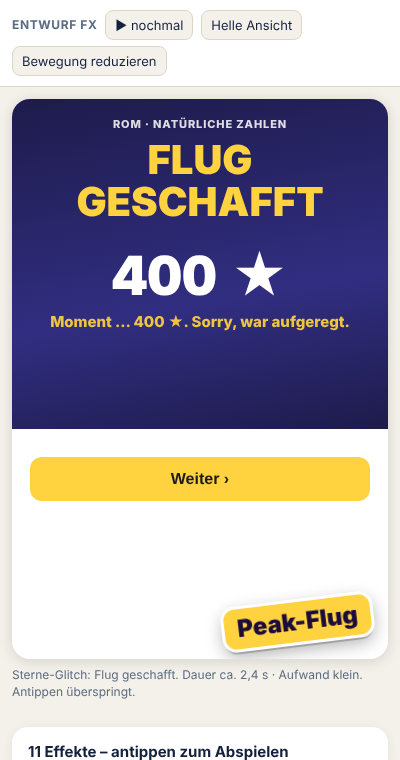 ENTWURF FX
▶ nochmal
Helle Ansicht
Bewegung reduzieren
ROM · NATÜRLICHE ZAHLEN
FLUG
GESCHAFFT
400 ★
Moment ... 400 ★. Sorry, war aufgeregt.
Weiter ›
Peak-Flug
Sterne-Glitch: Flug geschafft. Dauer ca. 2,4 s · Aufwand klein.
Antippen überspringt.
11 Effekte – antippen zum Abspielen